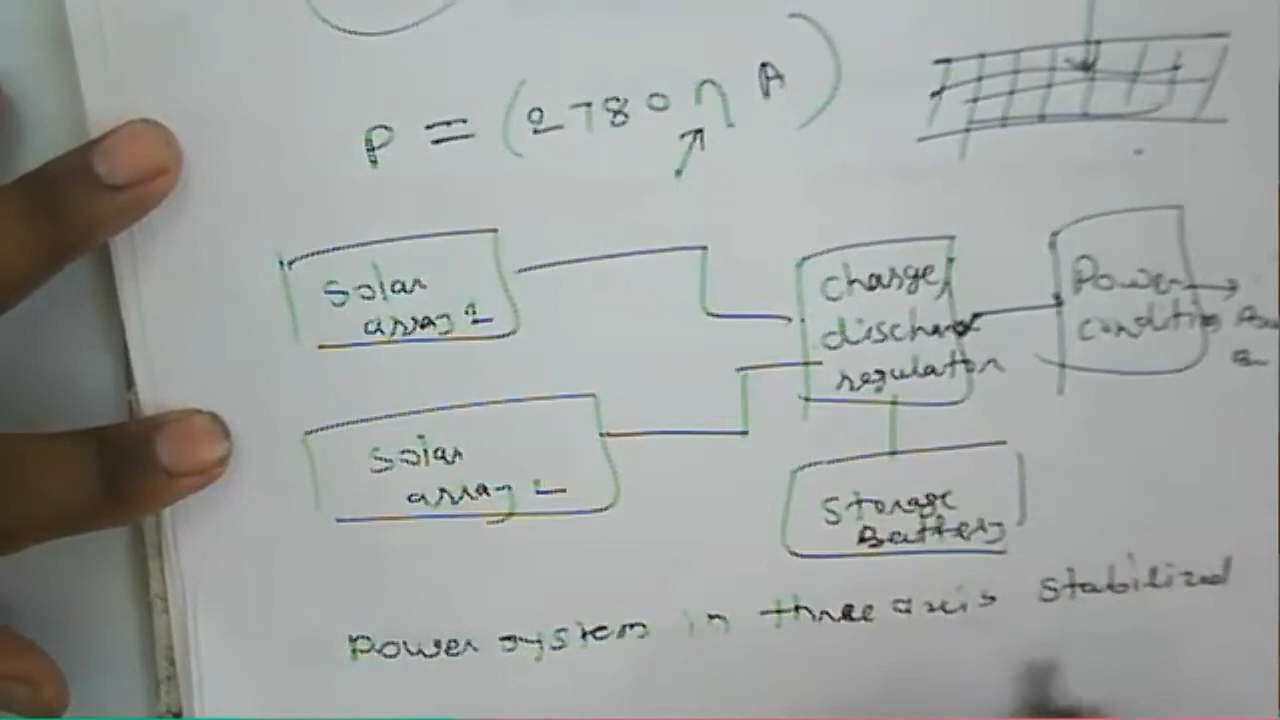 P = (2780 η A)
Solar
array 2
charge/
discharge
regulator
Power
conditio
Solar
array 1
Storage
Battery
Power system in three axis stabilized